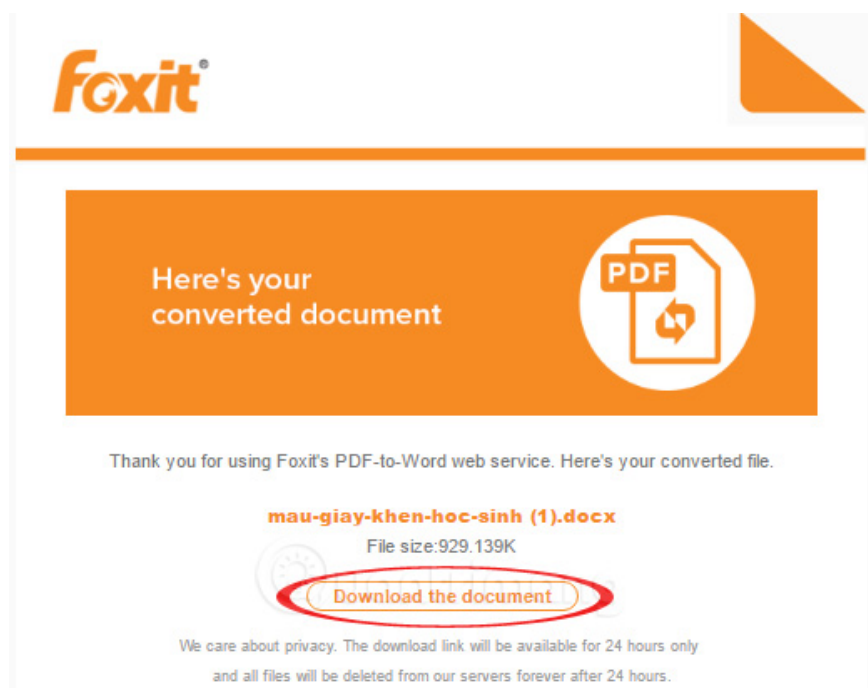 foxit®
Here's your
converted document
PDF
Thank you for using Foxit's PDF-to-Word web service. Here's your converted file.
mau-giay-khen-hoc-sinh (1).docx
File size:929.139K
Download the document
We care about privacy. The download link will be available for 24 hours only
and all files will be deleted from our servers forever after 24 hours.